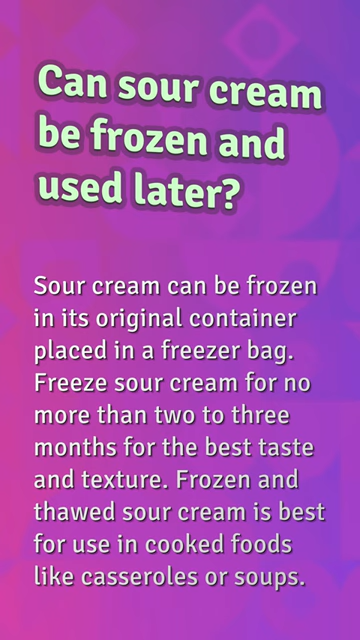 Can sour cream
be frozen and
used later?
Sour cream can be frozen
in its original container
placed in a freezer bag.
Freeze sour cream for no
more than two to three
months for the best taste
and texture. Frozen and
thawed sour cream is best
for use in cooked foods
like casseroles or soups.